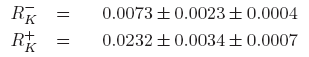 R_K^- = 0.0073 ± 0.0023 ± 0.0004
R_K^+ = 0.0232 ± 0.0034 ± 0.0007